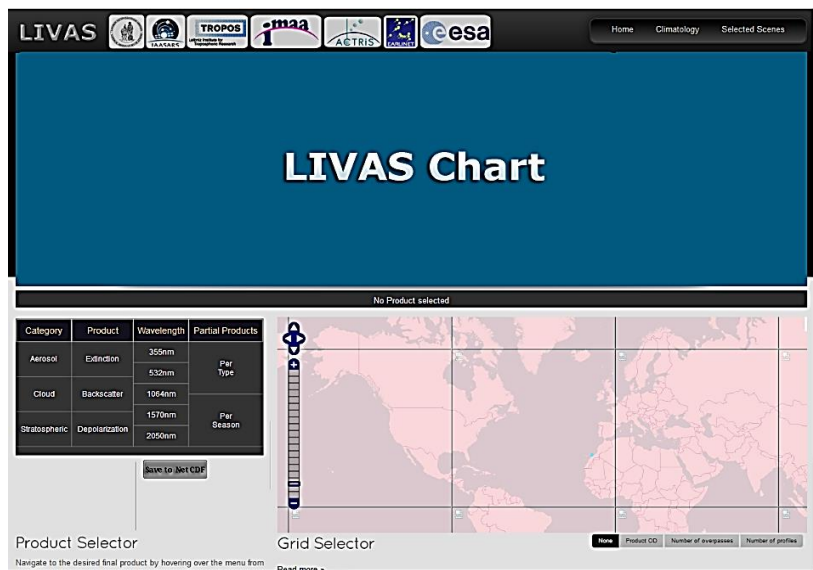 LIVAS
IAASARS
TROPOS
Leibniz Institute for
Tropospheric Research
imaa
ACTRIS
EARLINET
esa
Home Climatology Selected Scenes
LIVAS Chart
No Product selected
Category Product Wavelength Partial Products
Aerosol Extinction 355nm Per Type
532nm
Cloud Backscatter 1064nm
1570nm Per Season
Stratospheric Depolarization 2050nm
Save to Net CDF
Product Selector
Navigate to the desired final product by hovering over the menu from
Grid Selector
None Product CD Number of overpasses Number of profiles
Read more